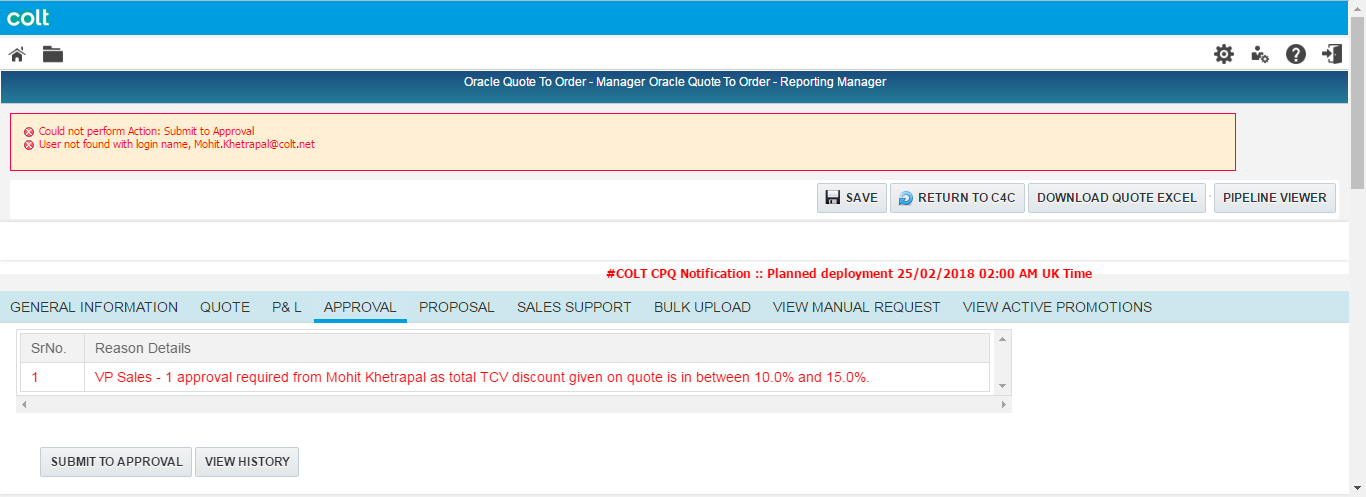 colt
Oracle Quote To Order - Manager Oracle Quote To Order - Reporting Manager
Could not perform Action: Submit to Approval
User not found with login name, Mohit.Khetrapal@colt.net
SAVE RETURN TO C4C DOWNLOAD QUOTE EXCEL PIPELINE VIEWER
#COLT CPQ Notification :: Planned deployment 25/02/2018 02:00 AM UK Time
GENERAL INFORMATION QUOTE P& L APPROVAL PROPOSAL SALES SUPPORT BULK UPLOAD VIEW MANUAL REQUEST VIEW ACTIVE PROMOTIONS
SrNo. Reason Details
1 VP Sales - 1 approval required from Mohit Khetrapal as total TCV discount given on quote is in between 10.0% and 15.0%.
SUBMIT TO APPROVAL VIEW HISTORY